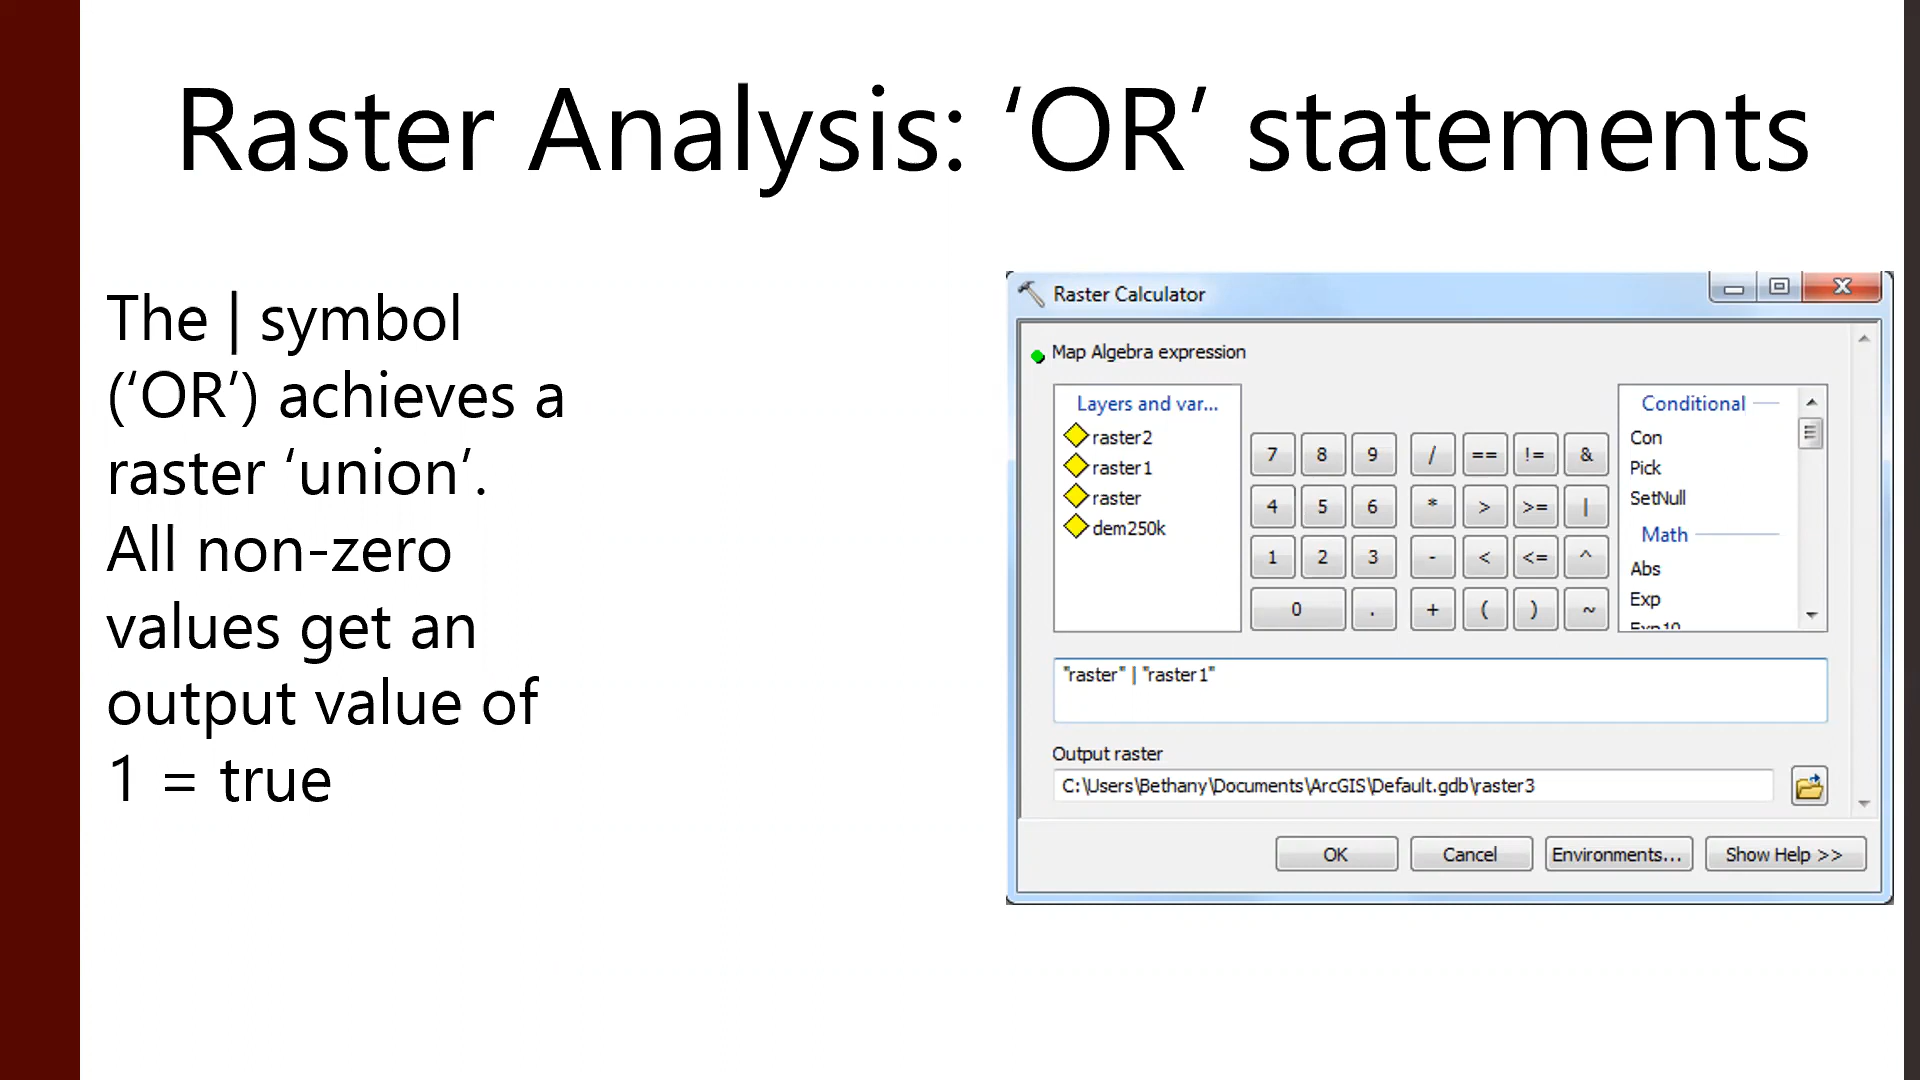 Raster Analysis: ‘OR’ statements
The | symbol
(‘OR’) achieves a
raster ‘union’.
All non-zero
values get an
output value of
1 = true
Raster Calculator
Map Algebra expression
Layers and var...
raster2
raster1
raster
dem250k
7 8 9 / == != &
4 5 6 * > >= |
1 2 3 - < <= ^
0 . + ( ) ~
Conditional
Con
Pick
SetNull
Math
Abs
Exp
Exp10
"raster" | "raster1"
Output raster
C:\Users\Bethany\Documents\ArcGIS\Default.gdb\raster3
OK Cancel Environments... Show Help >>